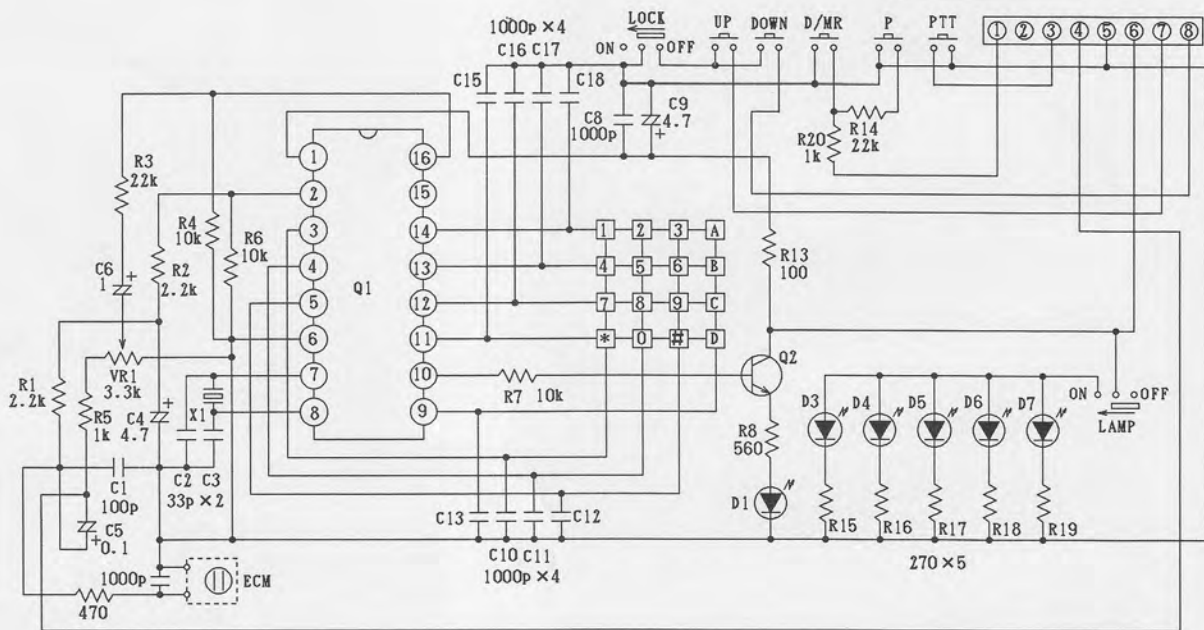 1000p ×4
LOCK
UP DOWN D/MR P PTT
① ② ③ ④ ⑤ ⑥ ⑦ ⑧
ON OFF
C16 C17
C15 C18
C8
1000p
C9
4.7
+
R20
1k
R14
22k
R3
22k
R4
10k
R6
10k
C6
1
+
R2
2.2k
Q1
① ⑯
② ⑮
③ ⑭
④ ⑬
⑤ ⑫
⑥ ⑪
⑦ ⑩
⑧ ⑨
1 2 3 A
4 5 6 B
7 8 9 C
* 0 # D
R13
100
R1
2.2k
VR1
3.3k
R5
1k
C4
4.7
+
X1
R7 10k
Q2
R8
560
D1
D3 D4 D5 D6 D7
ON OFF
LAMP
C1
100p
C2 C3
33p ×2
C5
0.1
+
C13 C12
C10 C11
1000p ×4
R15 R16 R17 R18 R19
270 ×5
1000p
ECM
470